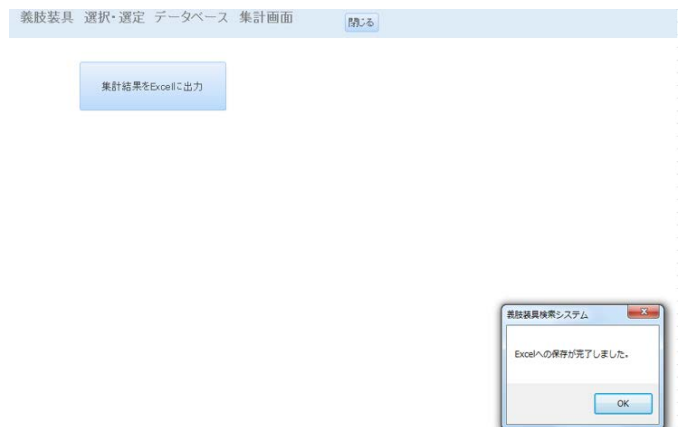 義肢装具 選択・選定 データベース 集計画面
閉じる
集計結果をExcelに出力
義肢装具検索システム
Excelへの保存が完了しました。
OK